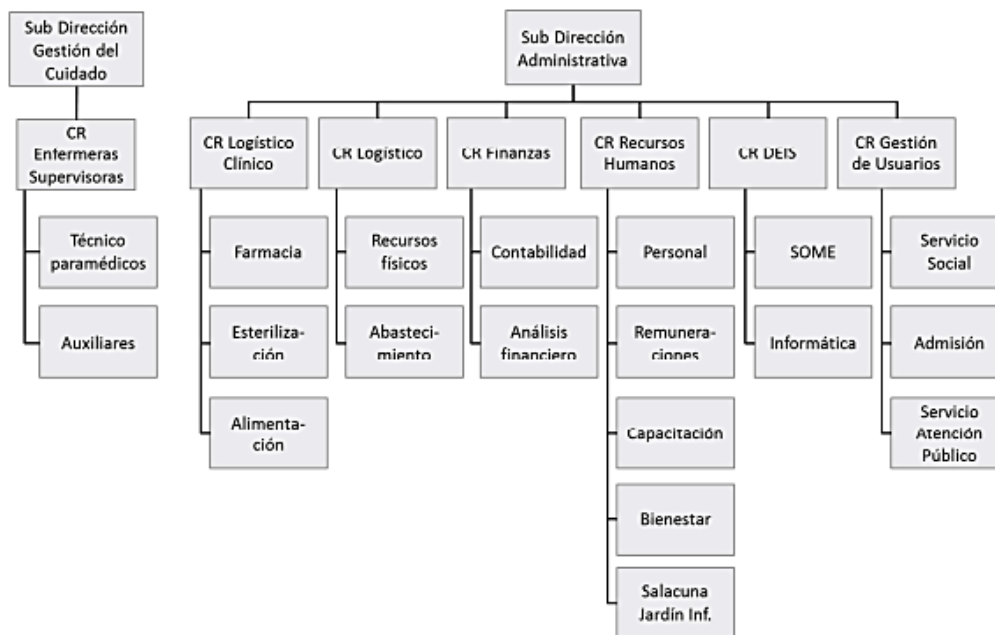 Sub Dirección
Gestión del
Cuidado
Sub Dirección
Administrativa
CR
Enfermeras
Supervisoras
CR Logístico
Clínico
CR Logístico
CR Finanzas
CR Recursos
Humanos
CR DEIS
CR Gestión
de Usuarios
Técnico
paramédicos
Farmacia
Recursos
físicos
Contabilidad
Personal
SOME
Servicio
Social
Auxiliares
Esteriliza-
ción
Abasteci-
miento
Análisis
financiero
Remunera-
ciones
Informática
Admisión
Alimenta-
ción
Capacitación
Servicio
Atención
Público
Bienestar
Salacuna
Jardín Inf.